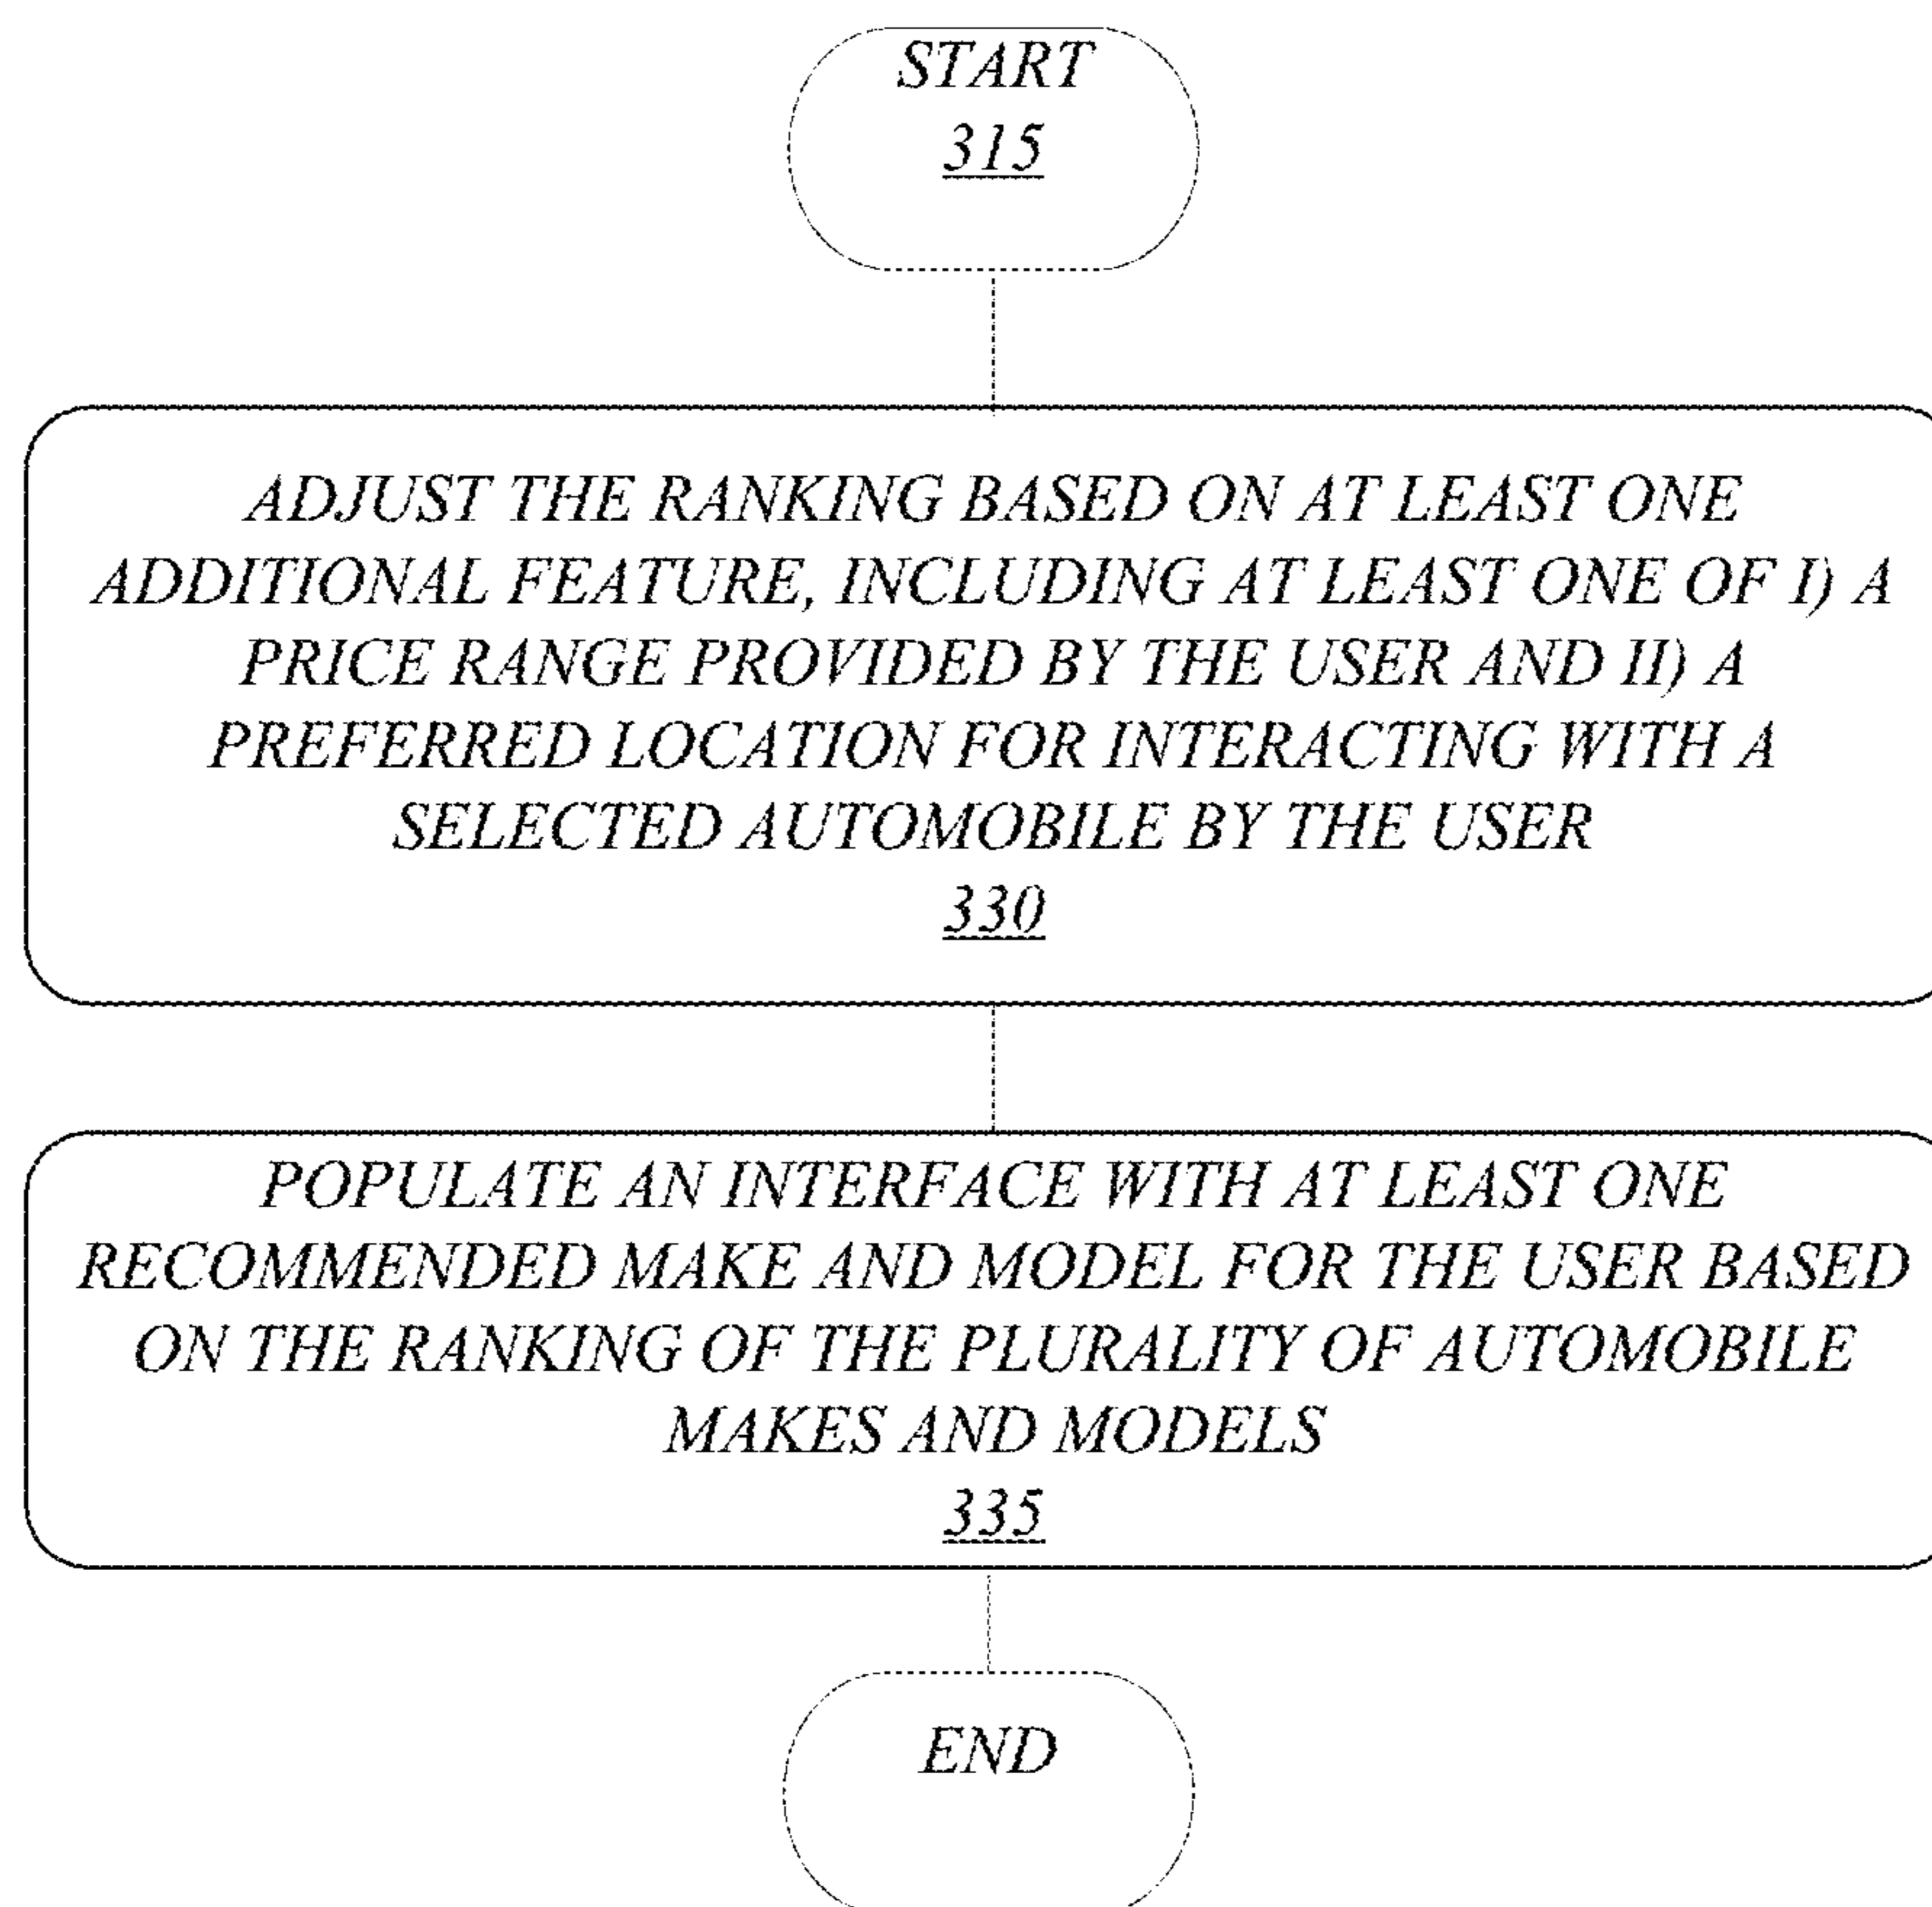 START
315
ADJUST THE RANKING BASED ON AT LEAST ONE
ADDITIONAL FEATURE, INCLUDING AT LEAST ONE OF I) A
PRICE RANGE PROVIDED BY THE USER AND II) A
PREFERRED LOCATION FOR INTERACTING WITH A
SELECTED AUTOMOBILE BY THE USER
330
POPULATE AN INTERFACE WITH AT LEAST ONE
RECOMMENDED MAKE AND MODEL FOR THE USER BASED
ON THE RANKING OF THE PLURALITY OF AUTOMOBILE
MAKES AND MODELS
335
END